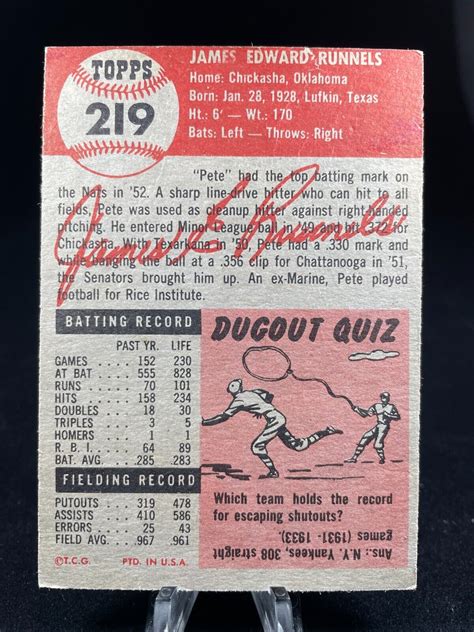 TOPPS
219
JAMES EDWARD RUNNELS
Home: Chickasha, Oklahoma
Born: Jan. 28, 1928, Lufkin, Texas
Ht.: 6' — Wt.: 170
Bats: Left — Throws: Right
"Pete" had the top batting mark on
the Nats in '52. A sharp line-drive hitter who can hit to all
fields, Pete was used as cleanup hitter against right-handed
pitching. He entered Minor League ball in '49 and hit .372 for
Chickasha. With Texarkana in '50, Pete had a .330 mark and
while banging the ball at a .356 clip for Chattanooga in '51,
the Senators brought him up. An ex-Marine, Pete played
football for Rice Institute.
James E Runnels
BATTING RECORD
PAST YR. LIFE
GAMES 152 230
AT BAT 555 828
RUNS 70 101
HITS 158 234
DOUBLES 18 30
TRIPLES 3 5
HOMERS 1 1
R. B. I. 64 89
BAT. AVG. .285 .283
FIELDING RECORD
PUTOUTS 319 478
ASSISTS 410 586
ERRORS 25 43
FIELD AVG. .967 .961
©T.C.G. PTD. IN U.S.A.
DUGOUT QUIZ
Which team holds the record
for escaping shutouts?
Ans.: N.Y. Yankees, 308 straight
games (1931-1933).